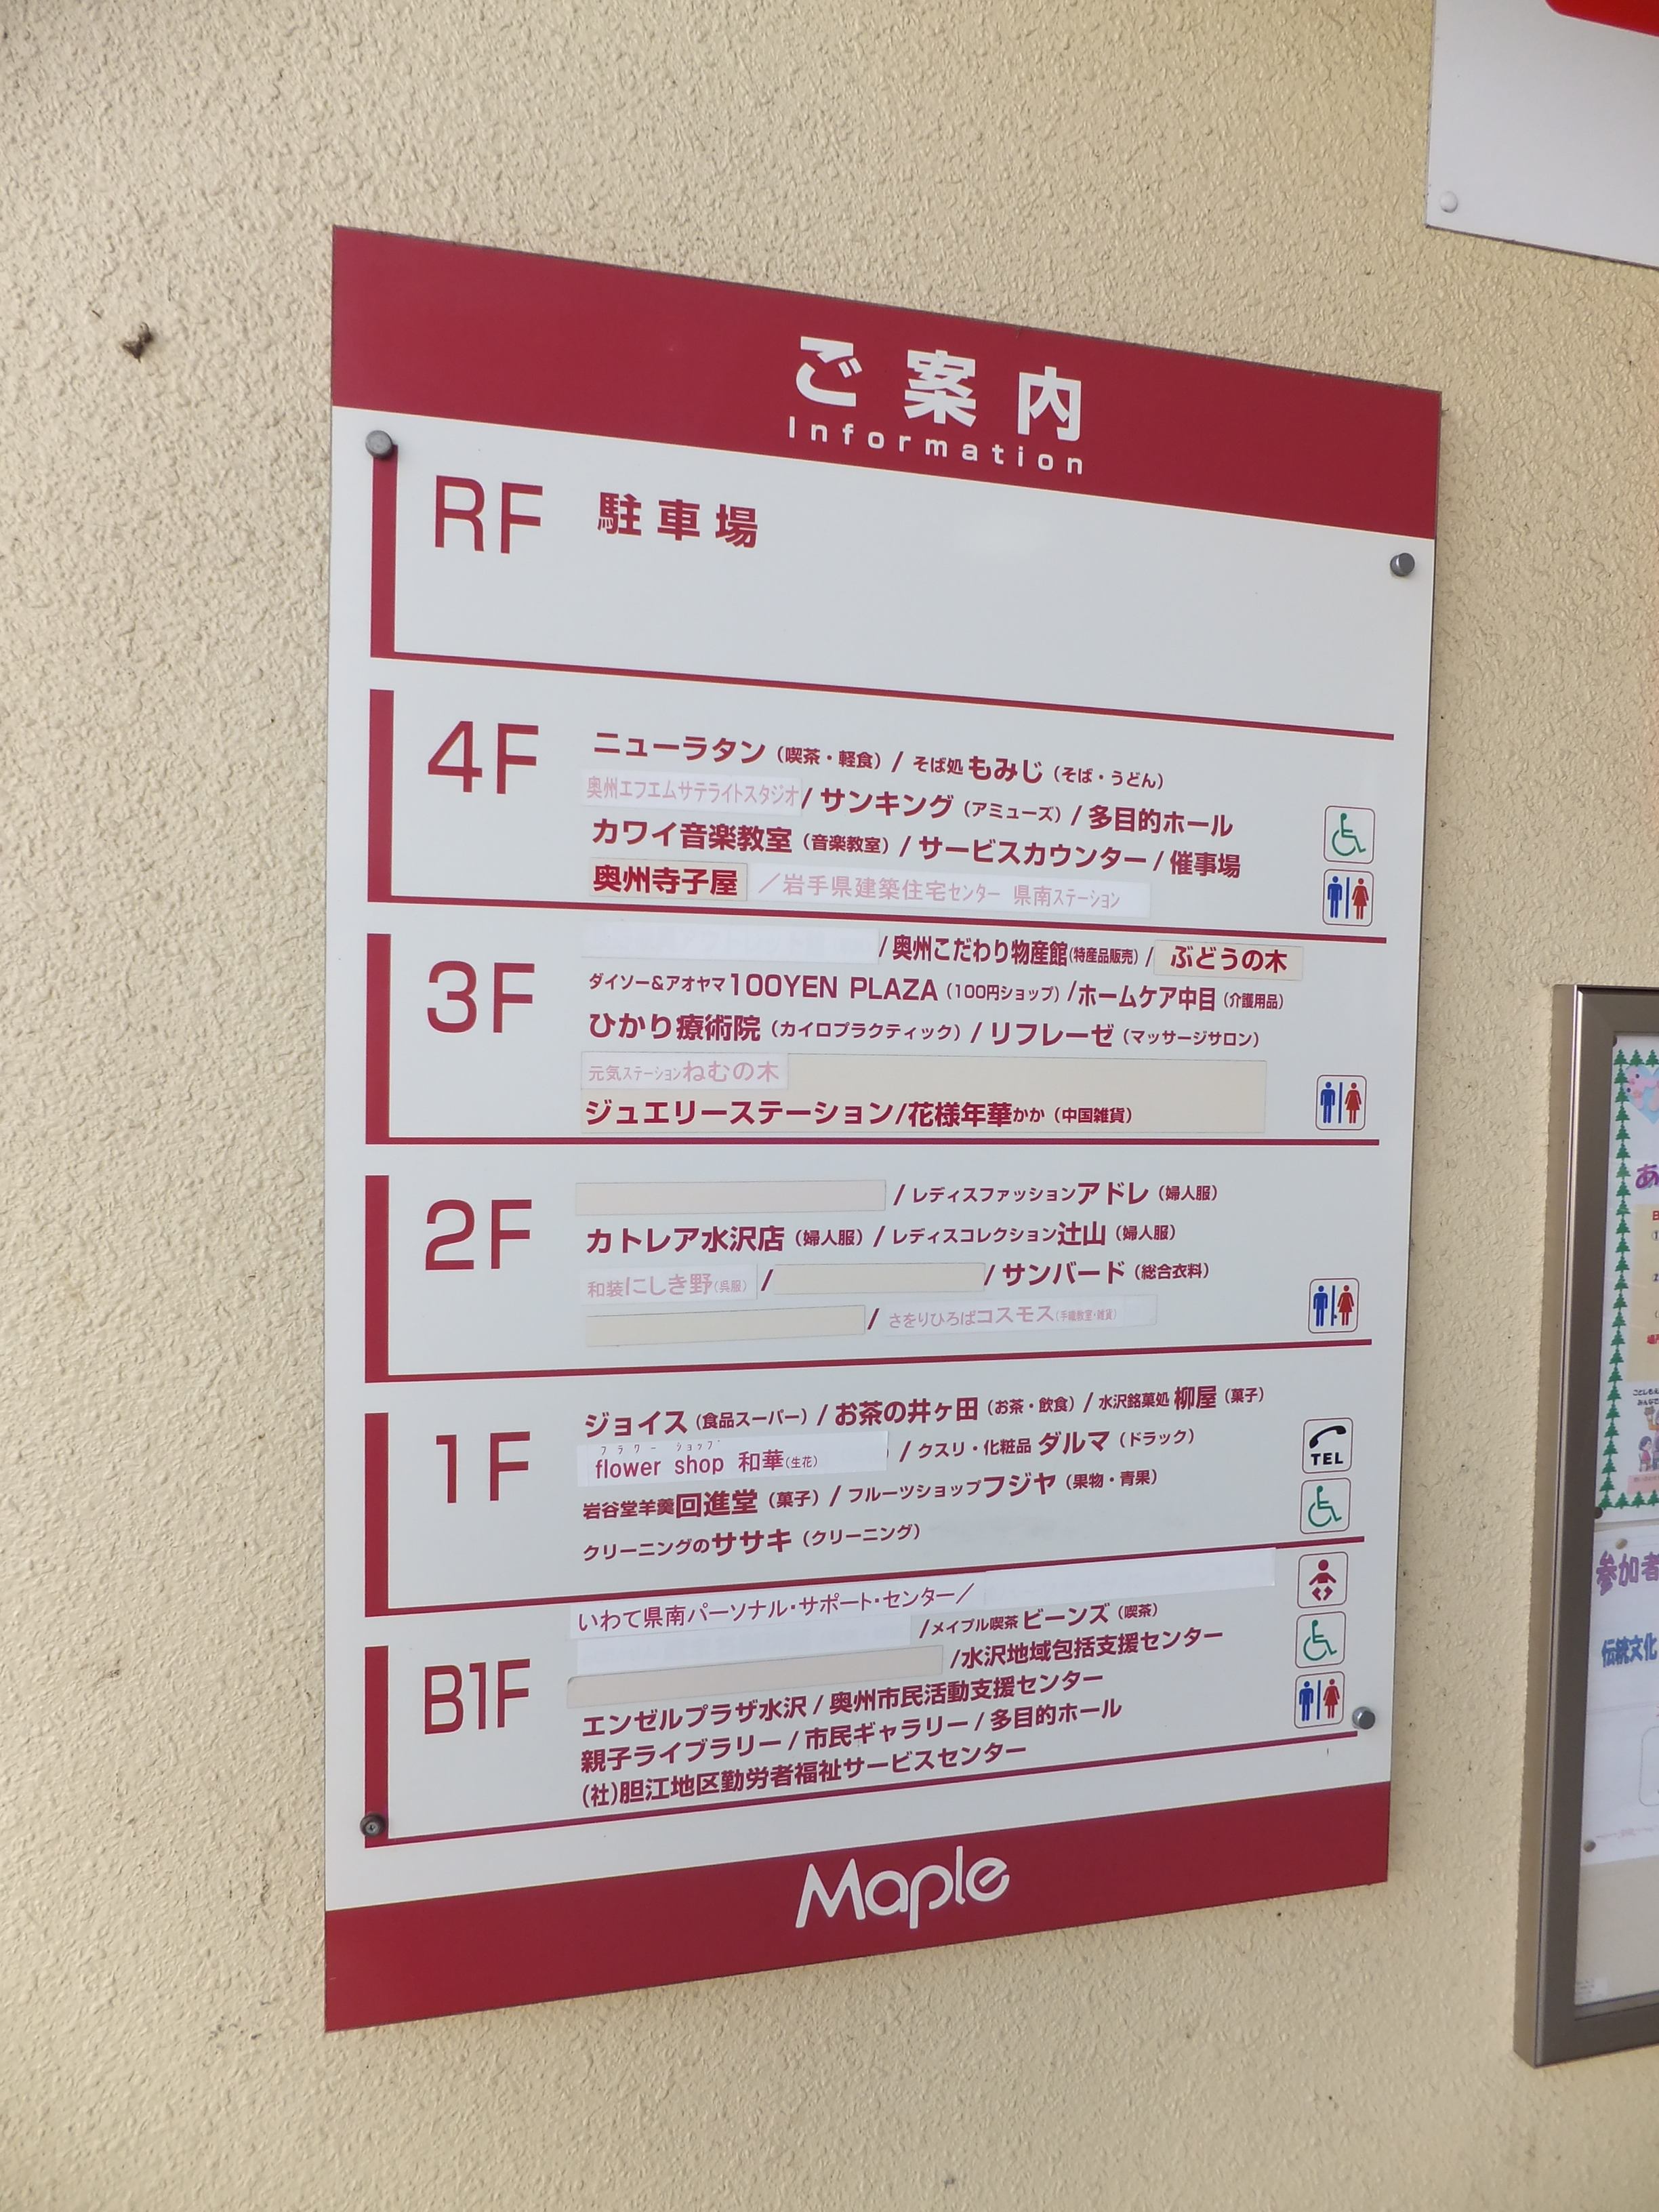 ご案内
Information
RF 駐車場
4F ニューラタン（喫茶・軽食）/ そば処 もみじ（そば・うどん）
奥州エフエムサテライトスタジオ / サンキング（アミューズ）/ 多目的ホール
カワイ音楽教室（音楽教室）/ サービスカウンター / 催事場
奥州寺子屋 ／岩手県建築住宅センター 県南ステーション
3F / 奥州こだわり物産館(特産品販売) / ぶどうの木
ダイソー&アオヤマ100YEN PLAZA（100円ショップ）/ホームケア中目（介護用品）
ひかり療術院（カイロプラクティック）/ リフレーゼ（マッサージサロン）
元気ステーションねむの木
ジュエリーステーション/花様年華かか（中国雑貨）
2F / レディスファッションアドレ（婦人服）
カトレア水沢店（婦人服）/ レディスコレクション辻山（婦人服）
和装にしき野(呉服) / / サンバード（総合衣料）
/ さをりひろばコスモス(手織教室・雑貨)
1F ジョイス（食品スーパー）/ お茶の井ヶ田（お茶・飲食）/ 水沢銘菓処 柳屋（菓子）
フラワー ショップ
flower shop 和華(生花) / クスリ・化粧品 ダルマ（ドラック）
TEL
岩谷堂羊羹回進堂（菓子）/ フルーツショップフジヤ（果物・青果）
クリーニングのササキ（クリーニング）
いわて県南パーソナル・サポート・センター／
/メイプル喫茶 ビーンズ（喫茶）
B1F /水沢地域包括支援センター
エンゼルプラザ水沢 / 奥州市民活動支援センター
親子ライブラリー / 市民ギャラリー / 多目的ホール
(社)胆江地区勤労者福祉サービスセンター
Maple
あ
参加者
伝統文化